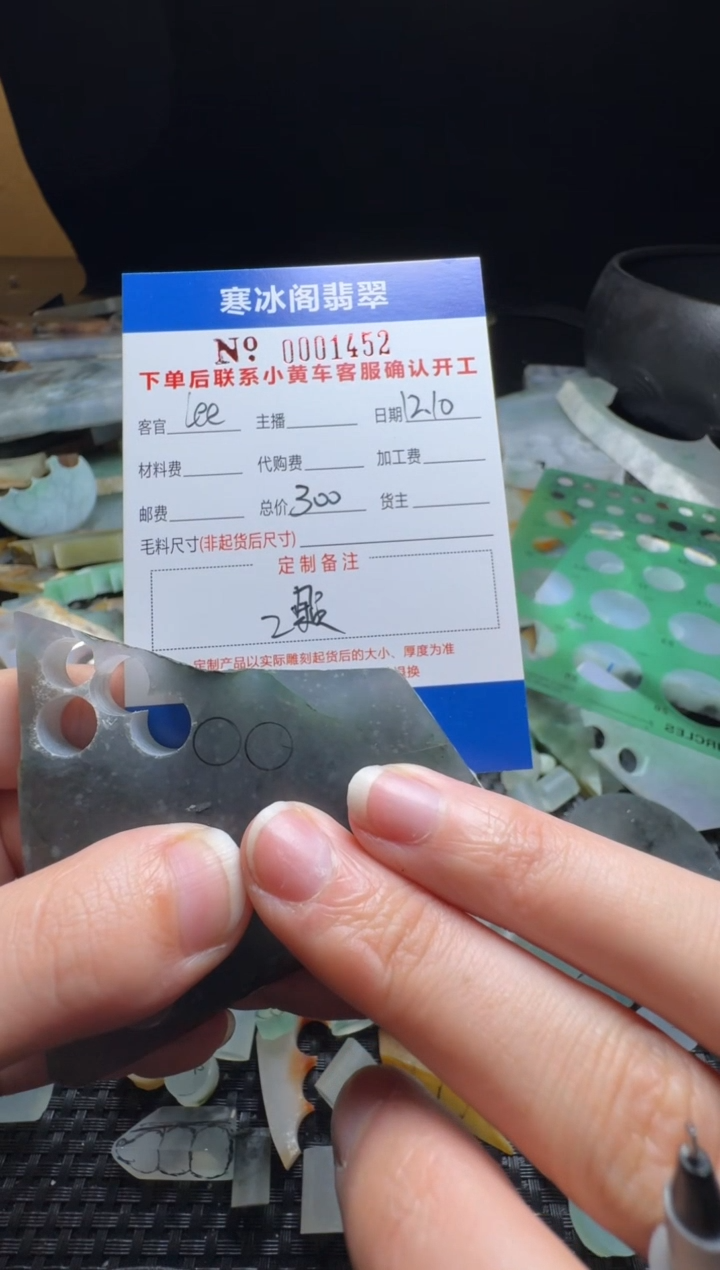 寒冰阁翡翠
Nº 0001452
下单后联系小黄车客服确认开工
客官 Lee 主播 日期 12.10
材料费 代购费 加工费
邮费 总价 300 货主
毛料尺寸(非起货后尺寸)
定制备注
2
定制产品以实际雕刻起货后的大小、厚度为准
退换